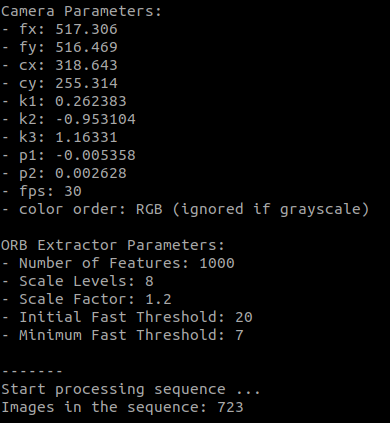 Camera Parameters:
- fx: 517.306
- fy: 516.469
- cx: 318.643
- cy: 255.314
- k1: 0.262383
- k2: -0.953104
- k3: 1.16331
- p1: -0.005358
- p2: 0.002628
- fps: 30
- color order: RGB (ignored if grayscale)

ORB Extractor Parameters:
- Number of Features: 1000
- Scale Levels: 8
- Scale Factor: 1.2
- Initial Fast Threshold: 20
- Minimum Fast Threshold: 7

-------
Start processing sequence ...
Images in the sequence: 723